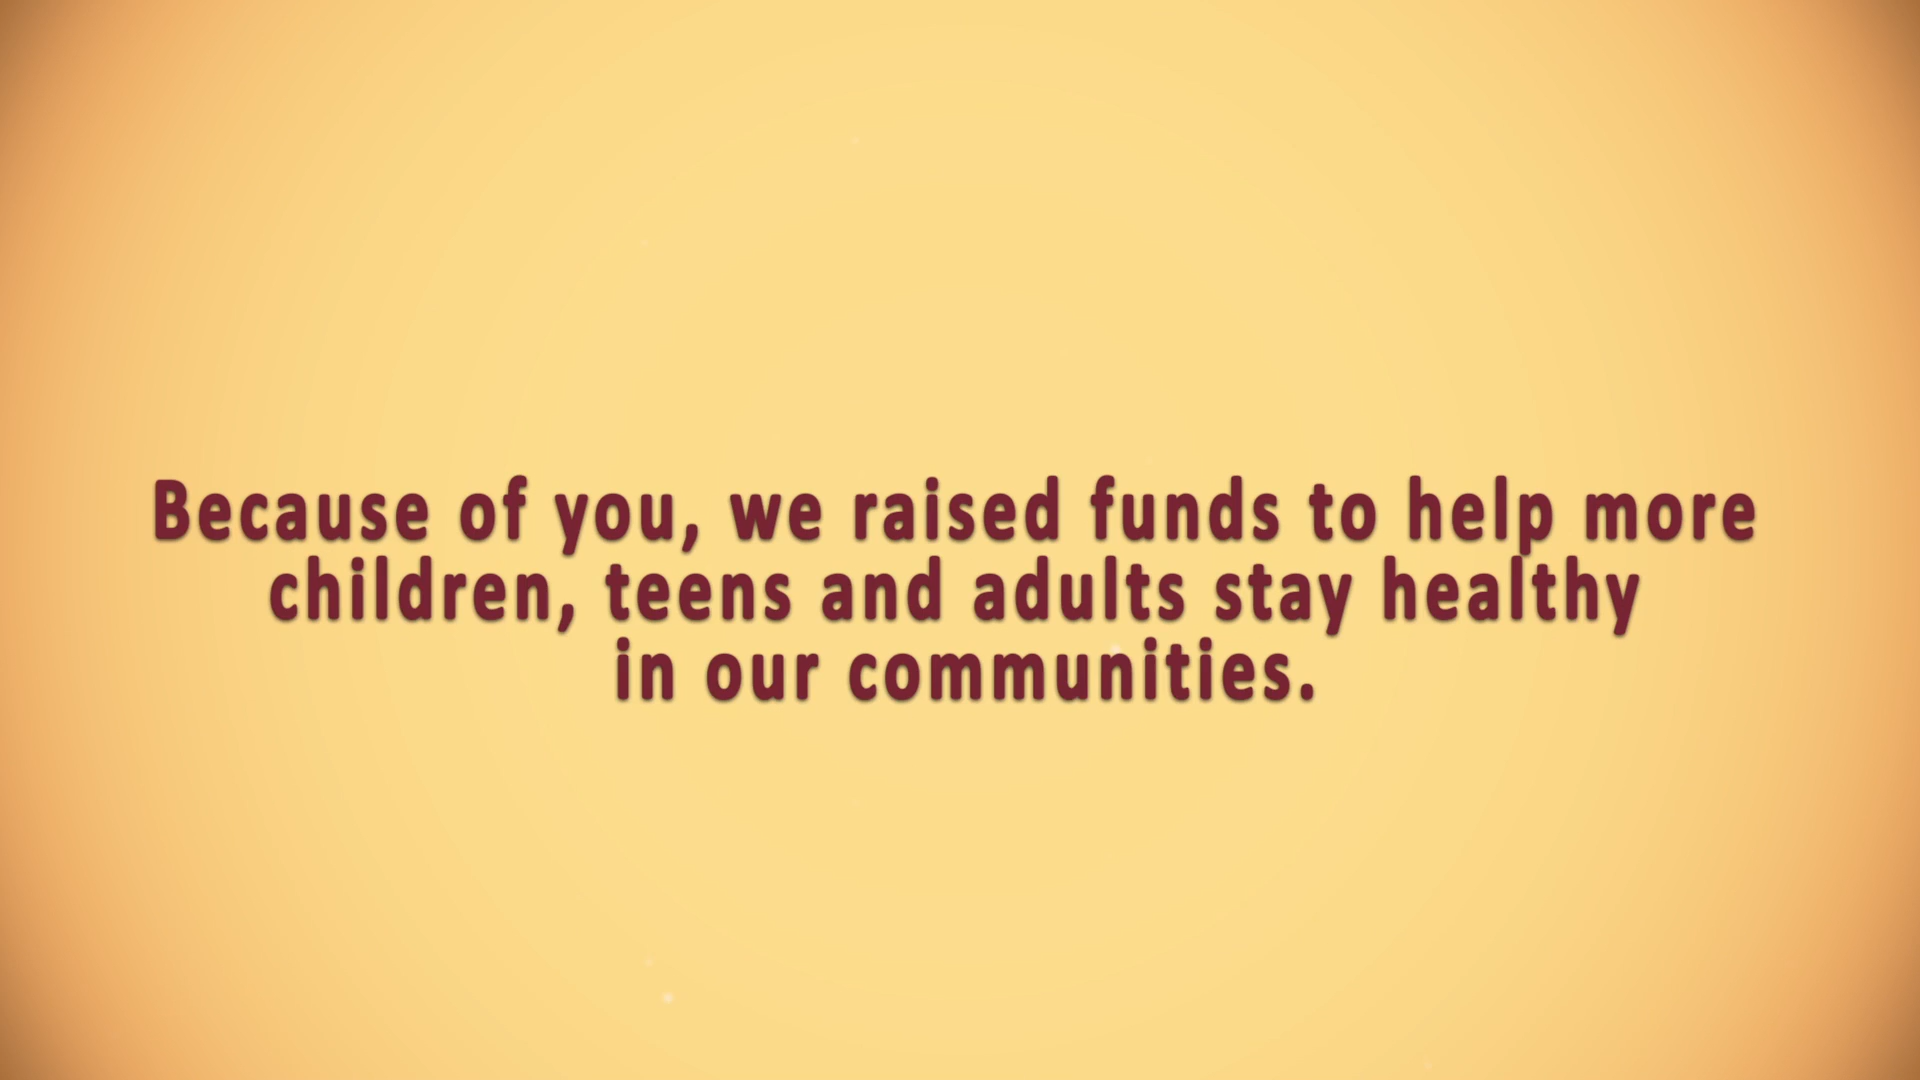 Because of you, we raised funds to help more
children, teens and adults stay healthy
in our communities.